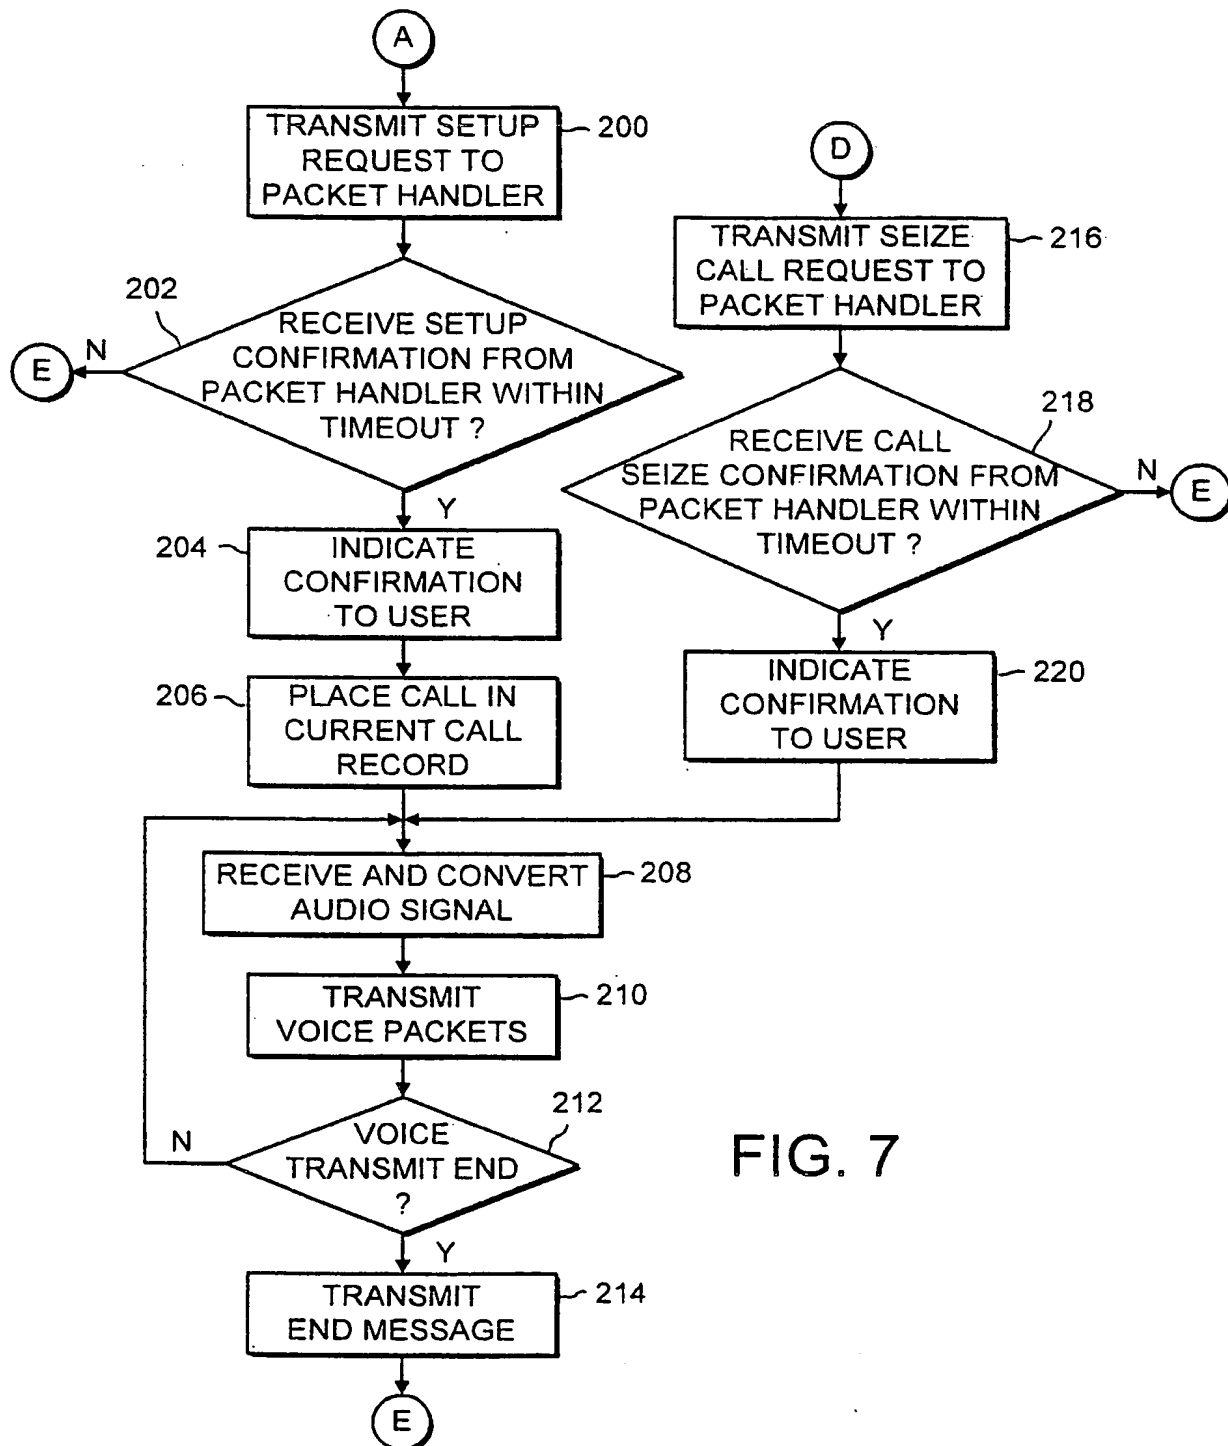 A
TRANSMIT SETUP
REQUEST TO
PACKET HANDLER
200
202
RECEIVE SETUP
CONFIRMATION FROM
PACKET HANDLER WITHIN
TIMEOUT ?
N
E
Y
204
INDICATE
CONFIRMATION
TO USER
206
PLACE CALL IN
CURRENT CALL
RECORD
D
TRANSMIT SEIZE
CALL REQUEST TO
PACKET HANDLER
216
218
RECEIVE CALL
SEIZE CONFIRMATION FROM
PACKET HANDLER WITHIN
TIMEOUT ?
N
E
Y
INDICATE
CONFIRMATION
TO USER
220
RECEIVE AND CONVERT
AUDIO SIGNAL
208
TRANSMIT
VOICE PACKETS
210
212
VOICE
TRANSMIT END
?
N
Y
TRANSMIT
END MESSAGE
214
E
FIG. 7